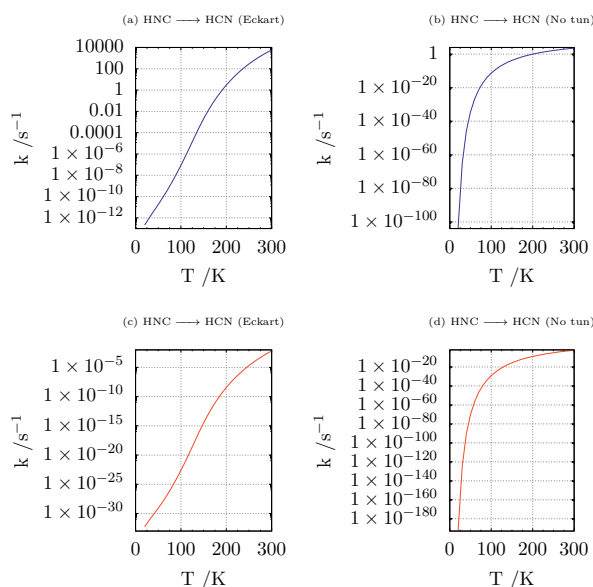 (a) HNC ⟶ HCN (Eckart)
10000
100
1
0.01
0.0001
1 × 10⁻⁶
1 × 10⁻⁸
1 × 10⁻¹⁰
1 × 10⁻¹²
k /s⁻¹
0 100 200 300
T /K
(b) HNC ⟶ HCN (No tun)
1
1 × 10⁻²⁰
1 × 10⁻⁴⁰
1 × 10⁻⁶⁰
1 × 10⁻⁸⁰
1 × 10⁻¹⁰⁰
k /s⁻¹
0 100 200 300
T /K
(c) HNC ⟶ HCN (Eckart)
1 × 10⁻⁵
1 × 10⁻¹⁰
1 × 10⁻¹⁵
1 × 10⁻²⁰
1 × 10⁻²⁵
1 × 10⁻³⁰
k /s⁻¹
0 100 200 300
T /K
(d) HNC ⟶ HCN (No tun)
1 × 10⁻²⁰
1 × 10⁻⁴⁰
1 × 10⁻⁶⁰
1 × 10⁻⁸⁰
1 × 10⁻¹⁰⁰
1 × 10⁻¹²⁰
1 × 10⁻¹⁴⁰
1 × 10⁻¹⁶⁰
1 × 10⁻¹⁸⁰
k /s⁻¹
0 100 200 300
T /K